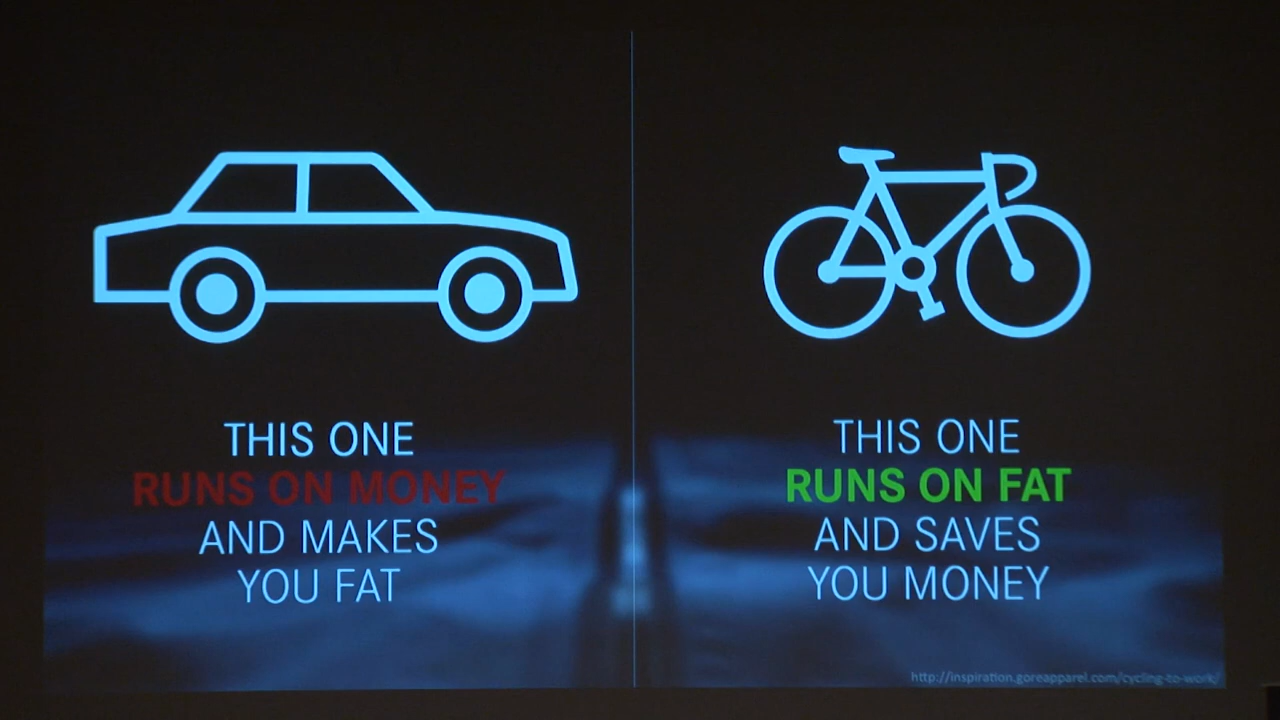 THIS ONE
RUNS ON MONEY
AND MAKES
YOU FAT
THIS ONE
RUNS ON FAT
AND SAVES
YOU MONEY
http://inspiration.goreapparel.com/cycling-to-work/